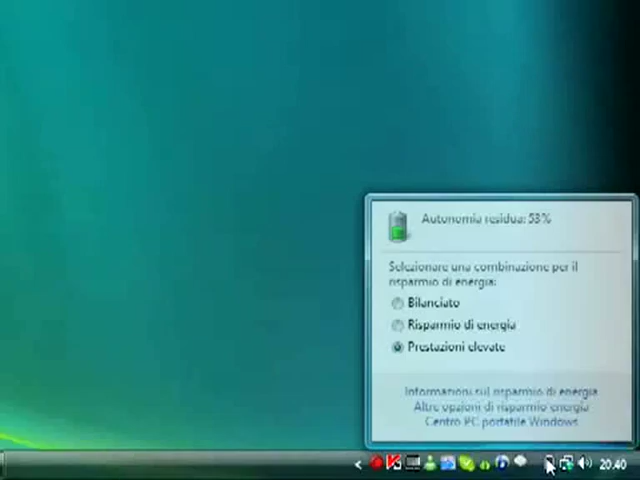 Autonomia residua: 53%
Selezionare una combinazione per il
risparmio di energia:
Bilanciato
Risparmio di energia
Prestazioni elevate
Informazioni sul risparmio di energia
Altre opzioni di risparmio energia
Centro PC portatile Windows
20.40